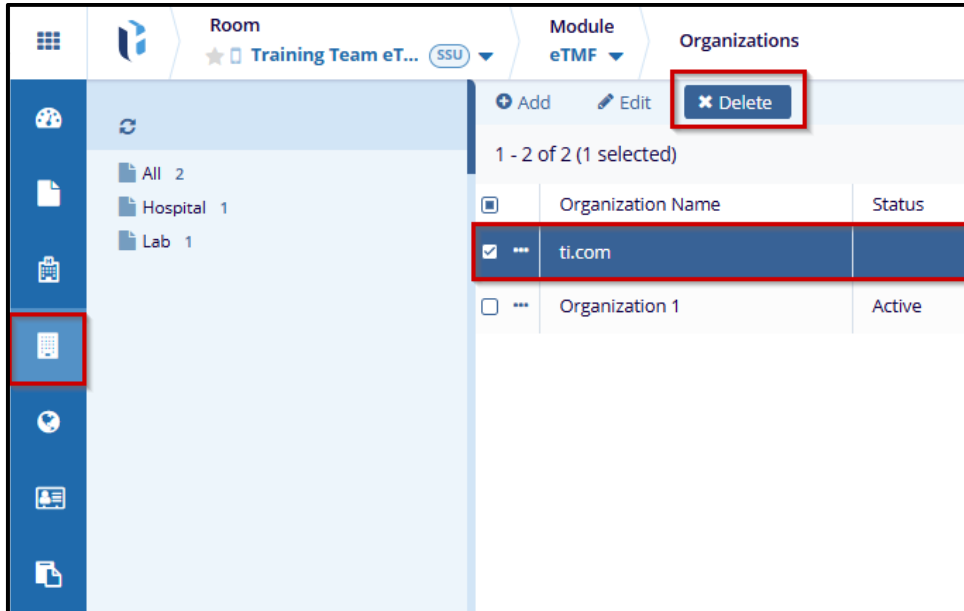 Room
Training Team eT... SSU
Module
eTMF
Organizations
Add Edit Delete
1 - 2 of 2 (1 selected)
All 2
Hospital 1
Lab 1
Organization Name Status
ti.com
Organization 1 Active